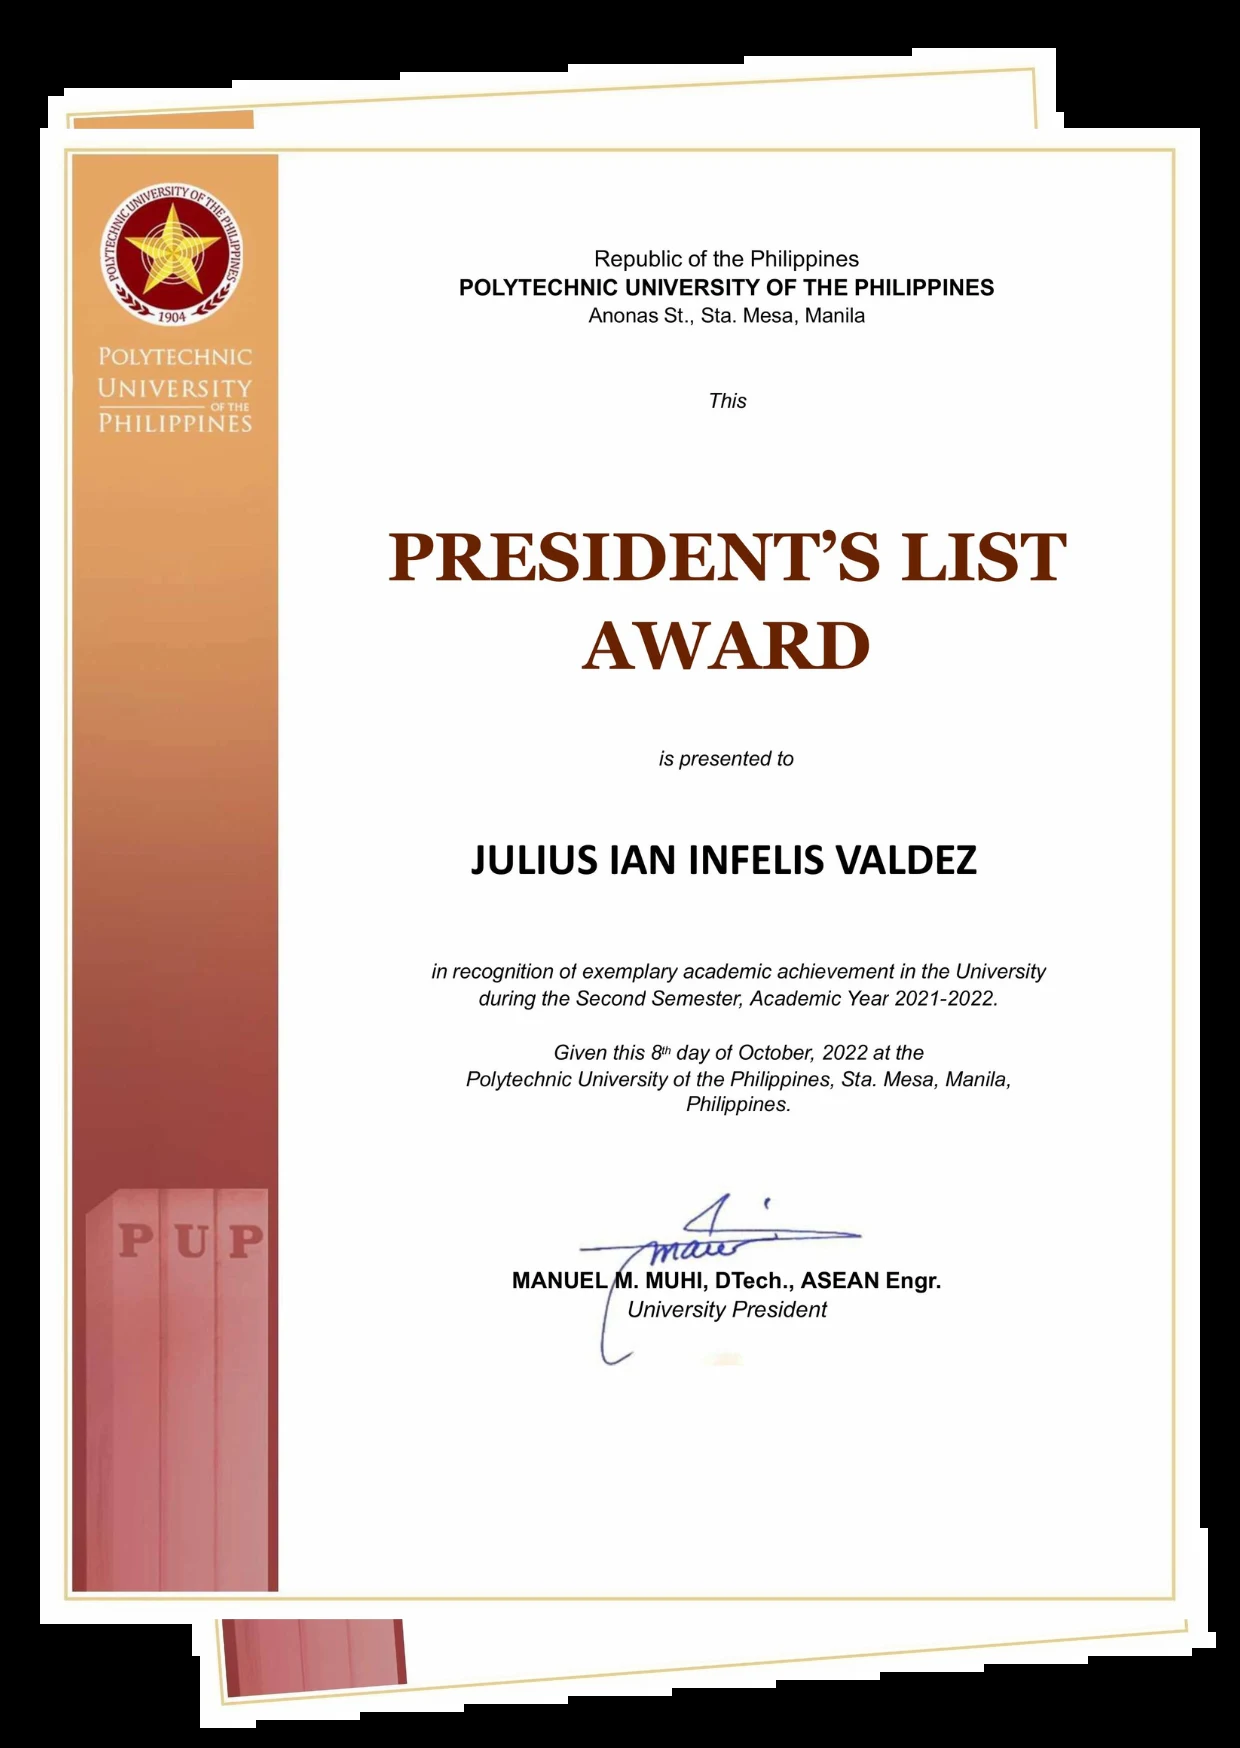 POLYTECHNIC UNIVERSITY OF THE PHILIPPINES
1904
POLYTECHNIC
UNIVERSITY
OF THE
PHILIPPINES
Republic of the Philippines
POLYTECHNIC UNIVERSITY OF THE PHILIPPINES
Anonas St., Sta. Mesa, Manila
This
PRESIDENT’S LIST
AWARD
is presented to
JULIUS IAN INFELIS VALDEZ
in recognition of exemplary academic achievement in the University
during the Second Semester, Academic Year 2021-2022.
Given this 8th day of October, 2022 at the
Polytechnic University of the Philippines, Sta. Mesa, Manila,
Philippines.
MANUEL M. MUHI, DTech., ASEAN Engr.
University President
PUP